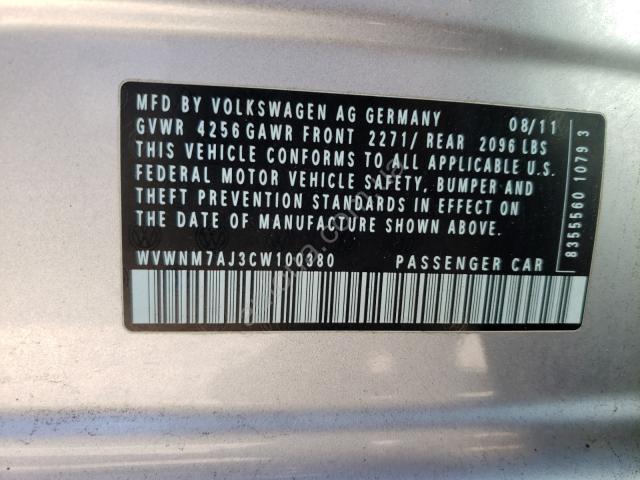 MFD BY VOLKSWAGEN AG GERMANY 08/11
GVWR 4256 GAWR FRONT 2271/ REAR 2096 LBS
THIS VEHICLE CONFORMS TO ALL APPLICABLE U.S.
FEDERAL MOTOR VEHICLE SAFETY, BUMPER AND
THEFT PREVENTION STANDARDS IN EFFECT ON
THE DATE OF MANUFACTURE SHOWN ABOVE.
WVWNM7AJ3CW100380 PASSENGER CAR
8355560 1079 3